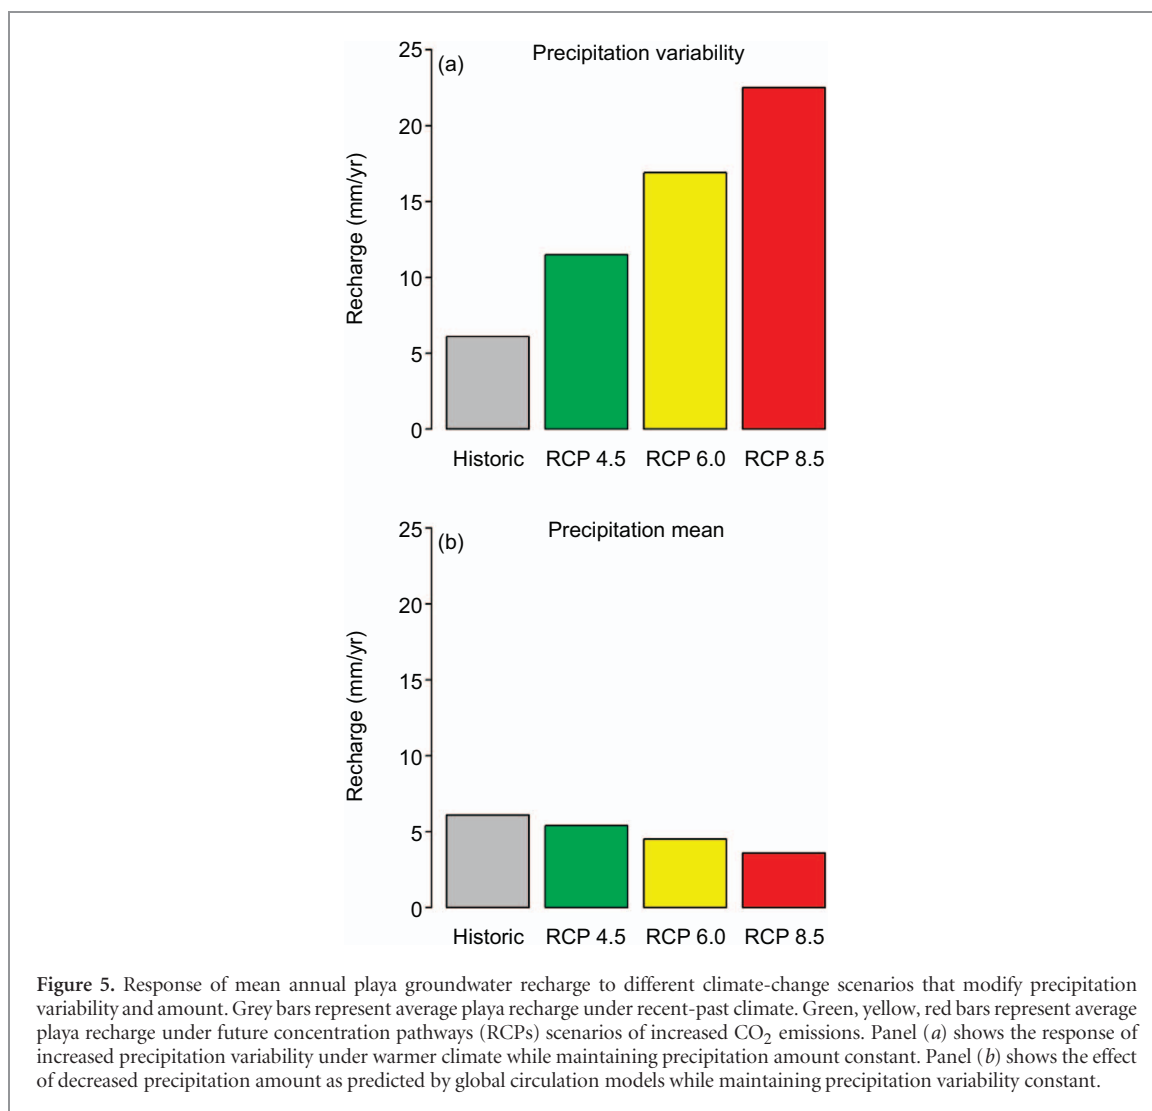 (a)
Precipitation variability
25
20
15
10
5
0
Recharge (mm/yr)
Historic RCP 4.5 RCP 6.0 RCP 8.5
(b)
Precipitation mean
25
20
15
10
5
0
Recharge (mm/yr)
Historic RCP 4.5 RCP 6.0 RCP 8.5
Figure 5. Response of mean annual playa groundwater recharge to different climate-change scenarios that modify precipitation
variability and amount. Grey bars represent average playa recharge under recent-past climate. Green, yellow, red bars represent average
playa recharge under future concentration pathways (RCPs) scenarios of increased CO₂ emissions. Panel (a) shows the response of
increased precipitation variability under warmer climate while maintaining precipitation amount constant. Panel (b) shows the effect
of decreased precipitation amount as predicted by global circulation models while maintaining precipitation variability constant.